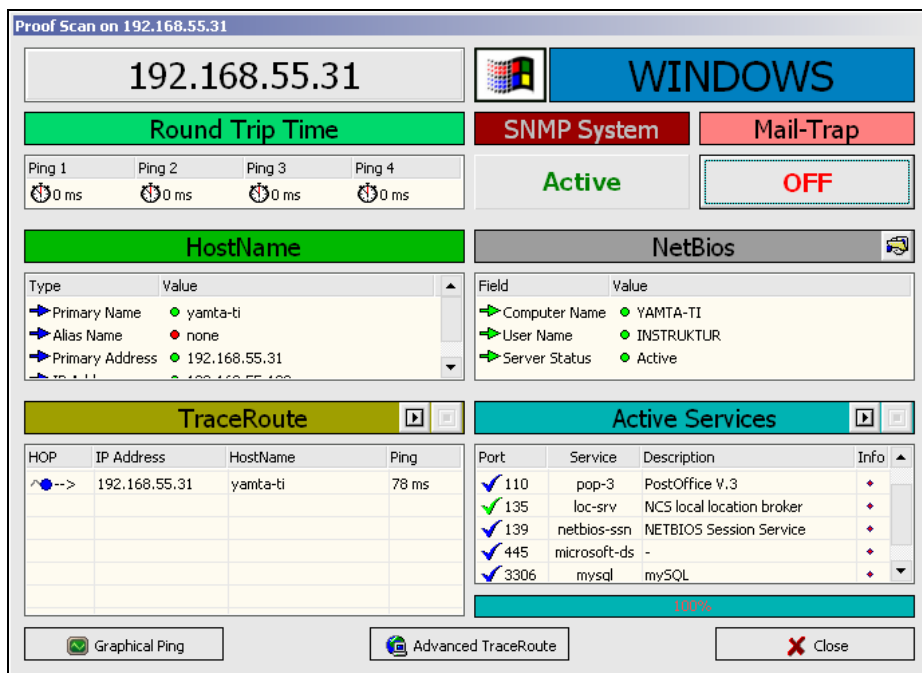 Proof Scan on 192.168.55.31
192.168.55.31
WINDOWS
Round Trip Time
SNMP System
Mail-Trap
Ping 1 Ping 2 Ping 3 Ping 4
0 ms 0 ms 0 ms 0 ms
Active
OFF
HostName
Type Value
Primary Name yamta-ti
Alias Name none
Primary Address 192.168.55.31
NetBios
Field Value
Computer Name YAMTA-TI
User Name INSTRUKTUR
Server Status Active
TraceRoute
HOP IP Address HostName Ping
--> 192.168.55.31 yamta-ti 78 ms
Active Services
Port Service Description Info
110 pop-3 PostOffice V.3
135 loc-srv NCS local location broker
139 netbios-ssn NETBIOS Session Service
445 microsoft-ds -
3306 mysql mySQL
100%
Graphical Ping
Advanced TraceRoute
Close